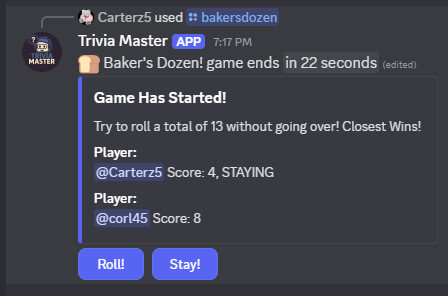 Carterz5 used bakersdozen
Trivia Master APP 7:17 PM
Baker's Dozen! game ends in 22 seconds (edited)
? TRIVIA
MASTER
Game Has Started!
Try to roll a total of 13 without going over! Closest Wins!
Player:
@Carterz5 Score: 4, STAYING
Player:
@corl45 Score: 8
Roll! Stay!